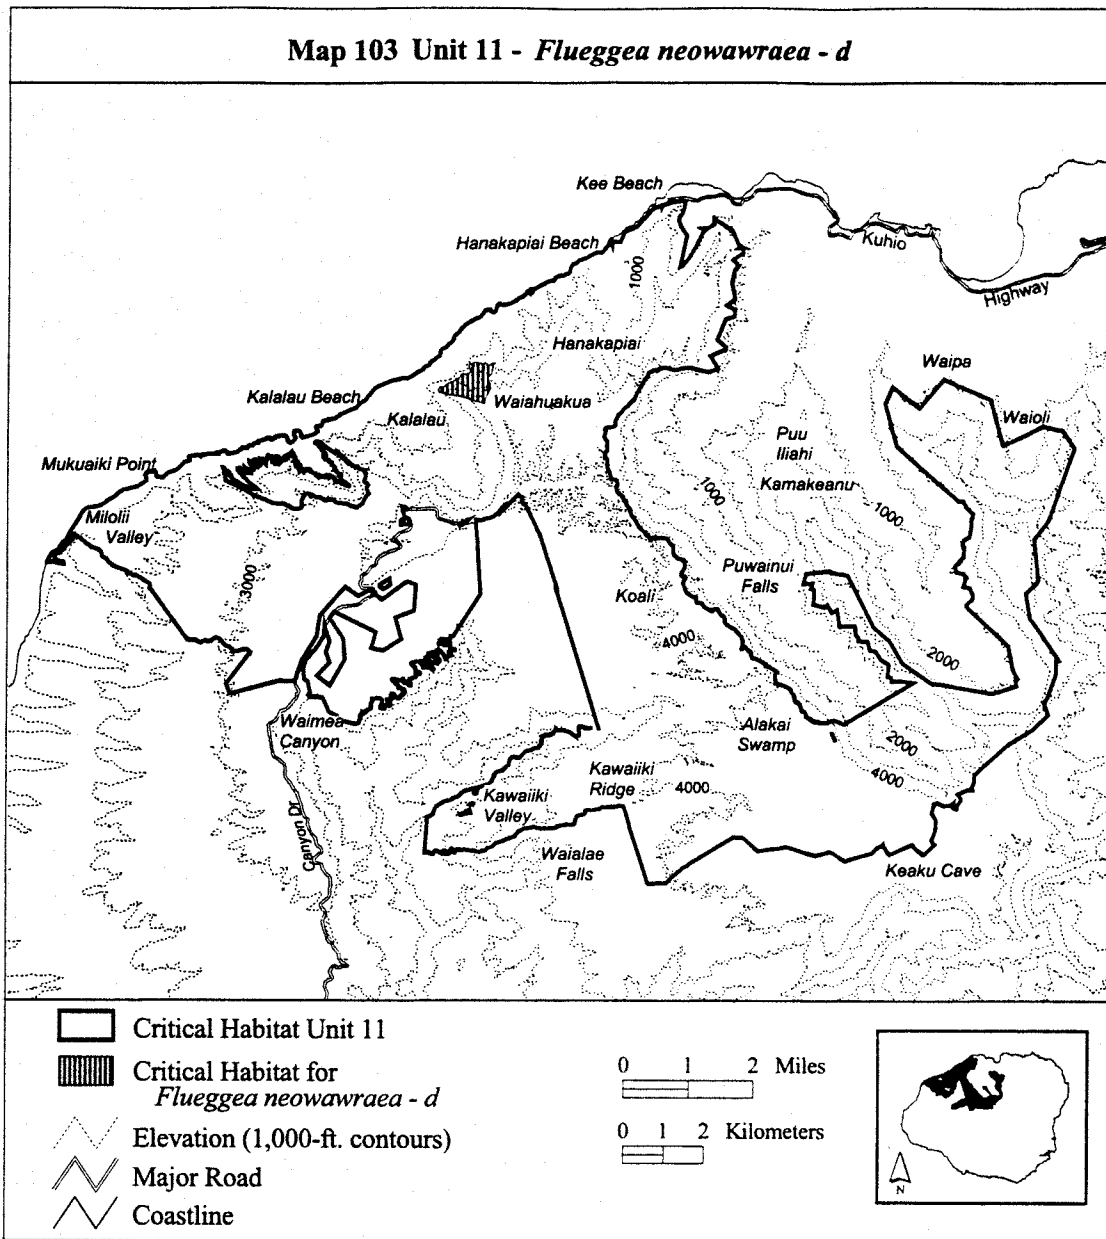 Map 103 Unit 11 - Flueggea neowawraea - d
Kee Beach
Hanakapiai Beach
Kuhio
Highway
1000
Hanakapiai
Waipa
Kalalau Beach
Waiahuakua
Kalalau
Waioli
Puu
Iliahi
Mukuaiki Point
Kamakeanu
1000
1000
Milolii
Valley
3000
Puwainui
Falls
Koali
4000
2000
Waimea
Canyon
Alakai
Swamp
2000
4000
Kawaiiki
Ridge
4000
Kawaiiki
Valley
Canyon Dr
Waialae
Falls
Keaku Cave
Critical Habitat Unit 11
Critical Habitat for
Flueggea neowawraea - d
Elevation (1,000-ft. contours)
Major Road
Coastline
0 1 2 Miles
0 1 2 Kilometers
N